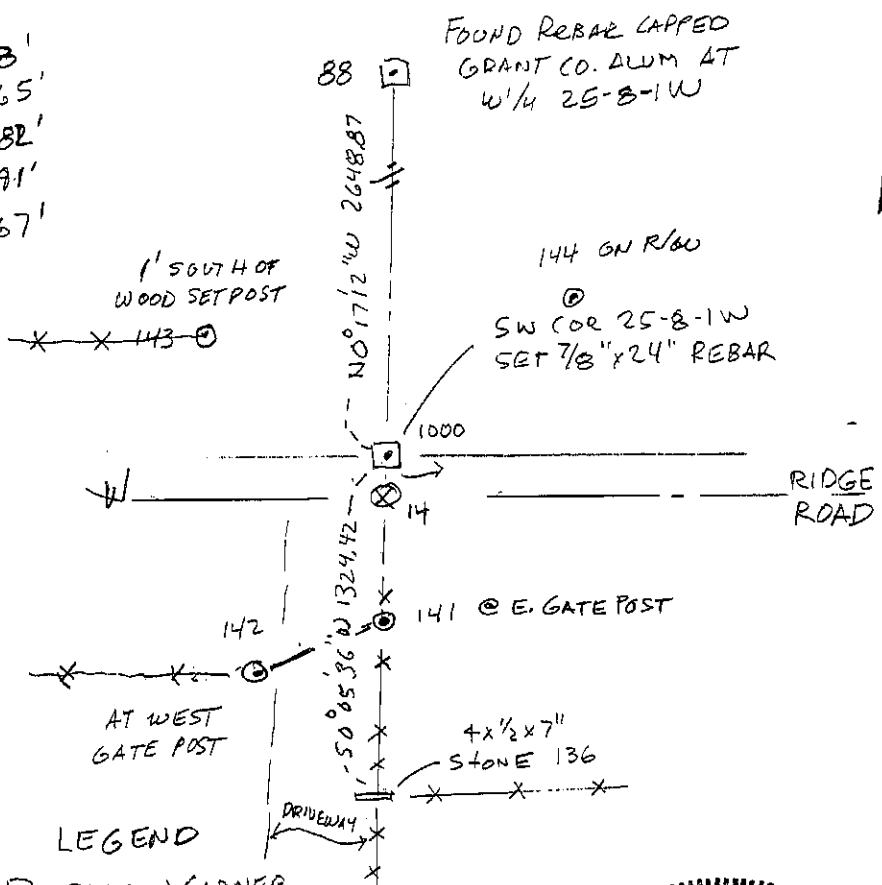 FOUND REBAR CAPPED
GRANT CO. ALUM AT
W1/4 25-8-1W
88
N0°17'12"W 2648.87
1' SOUTH OF
WOOD SET POST
143
144 ON R/W
SW COR 25-8-1W
SET 7/8"x24" REBAR
1000
W
14
RIDGE
ROAD
S0°05'36"W 1324.42
141 @ E. GATE POST
142
AT WEST
GATE POST
4x1/2x7"
STONE 136
DRIVEWAY
LEGEND